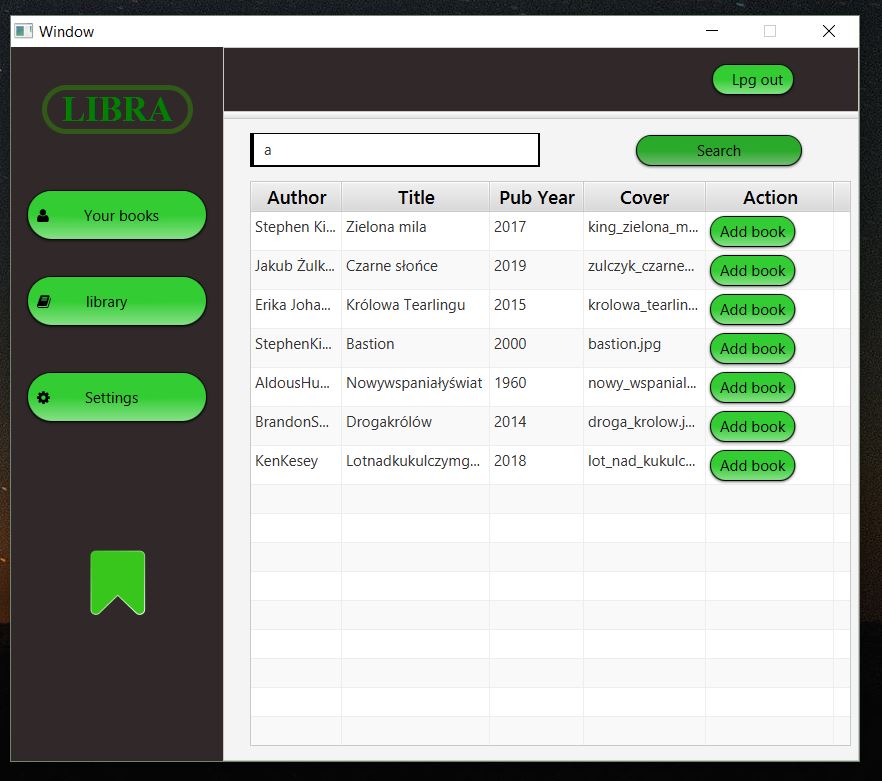 Window
LIBRA
Lpg out
Your books
library
Settings
a
Search
Author Title Pub Year Cover Action
Stephen Ki... Zielona mila 2017 king_zielona_m... Add book
Jakub Żulk... Czarne słońce 2019 zulczyk_czarne... Add book
Erika Joha... Królowa Tearlingu 2015 krolowa_tearlin... Add book
StephenKi... Bastion 2000 bastion.jpg Add book
AldousHu... Nowywspaniałyświat 1960 nowy_wspanial... Add book
BrandonS... Drogakrólów 2014 droga_krolow.j... Add book
KenKesey Lotnadkukulczymg... 2018 lot_nad_kukulc... Add book